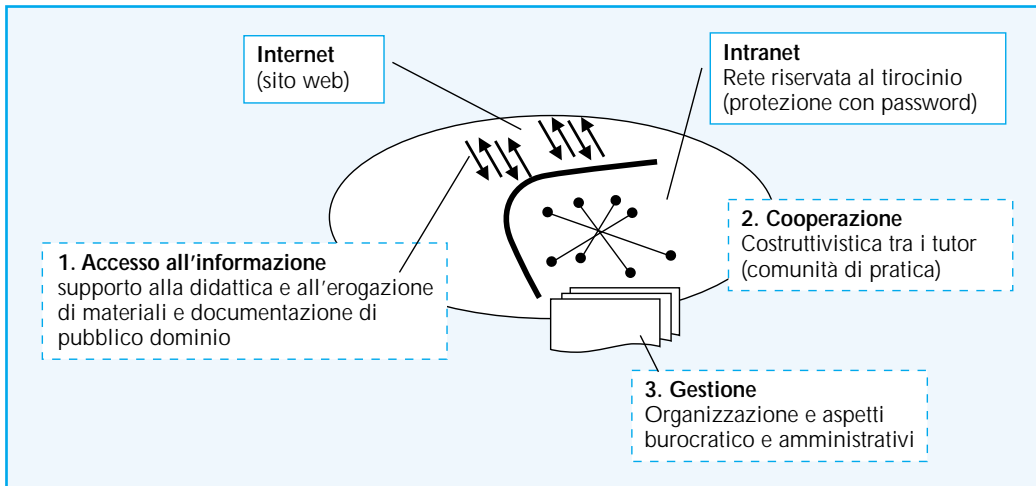 Internet
(sito web)
Intranet
Rete riservata al tirocinio
(protezione con password)
1. Accesso all'informazione
supporto alla didattica e all'erogazione
di materiali e documentazione di
pubblico dominio
2. Cooperazione
Costruttivistica tra i tutor
(comunità di pratica)
3. Gestione
Organizzazione e aspetti
burocratico e amministrativi